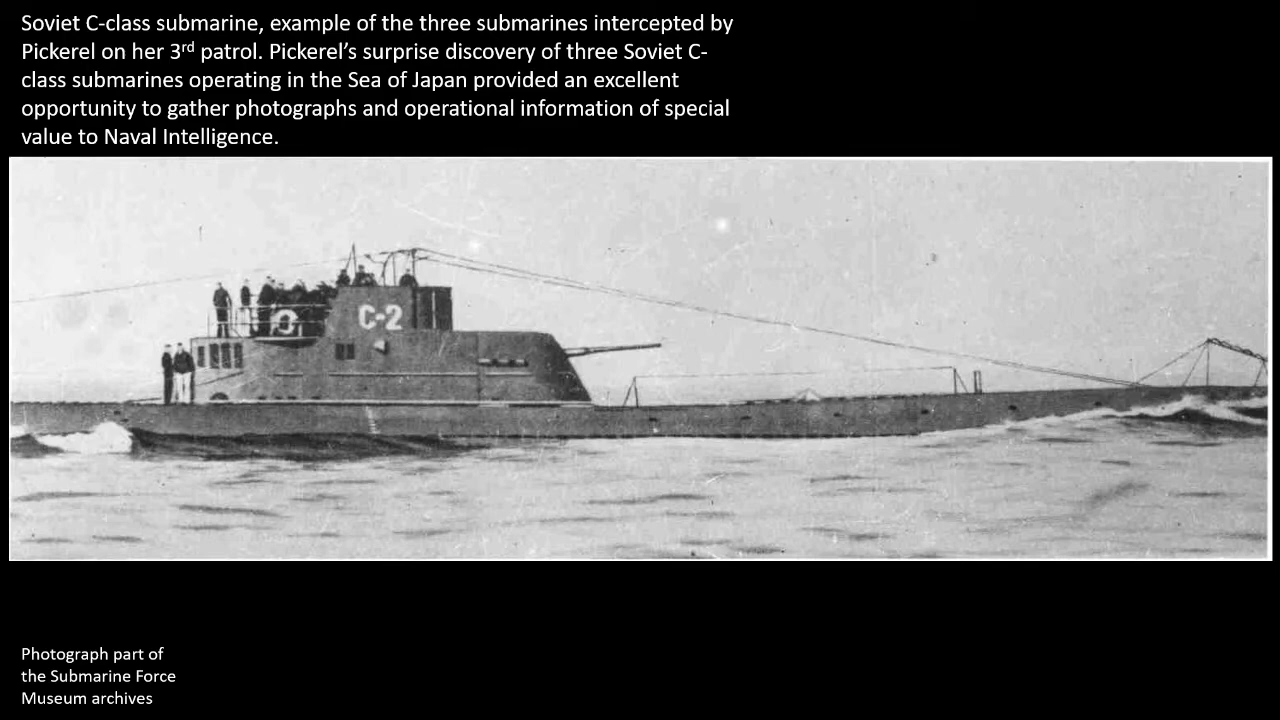 Soviet C-class submarine, example of the three submarines intercepted by
Pickerel on her 3rd patrol. Pickerel’s surprise discovery of three Soviet C-
class submarines operating in the Sea of Japan provided an excellent
opportunity to gather photographs and operational information of special
value to Naval Intelligence.
C-2
Photograph part of
the Submarine Force
Museum archives